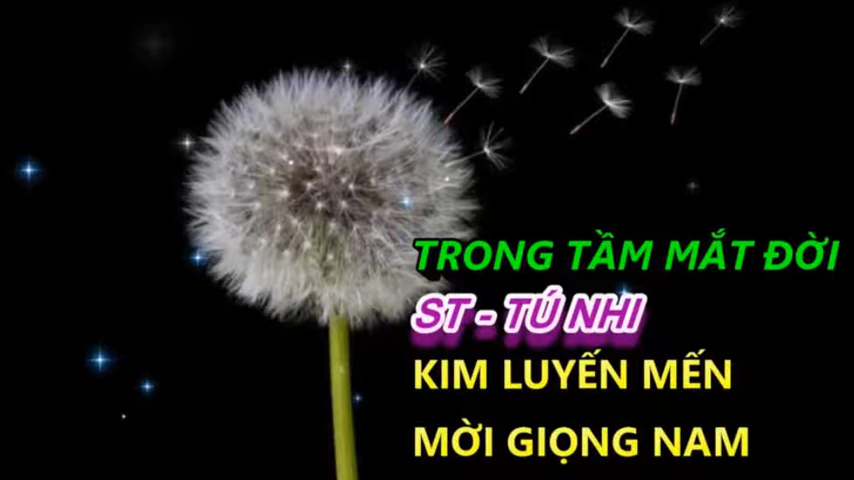 TRONG TẦM MẮT ĐỜI
ST - TÚ NHI
KIM LUYẾN MẾN
MỜI GIỌNG NAM